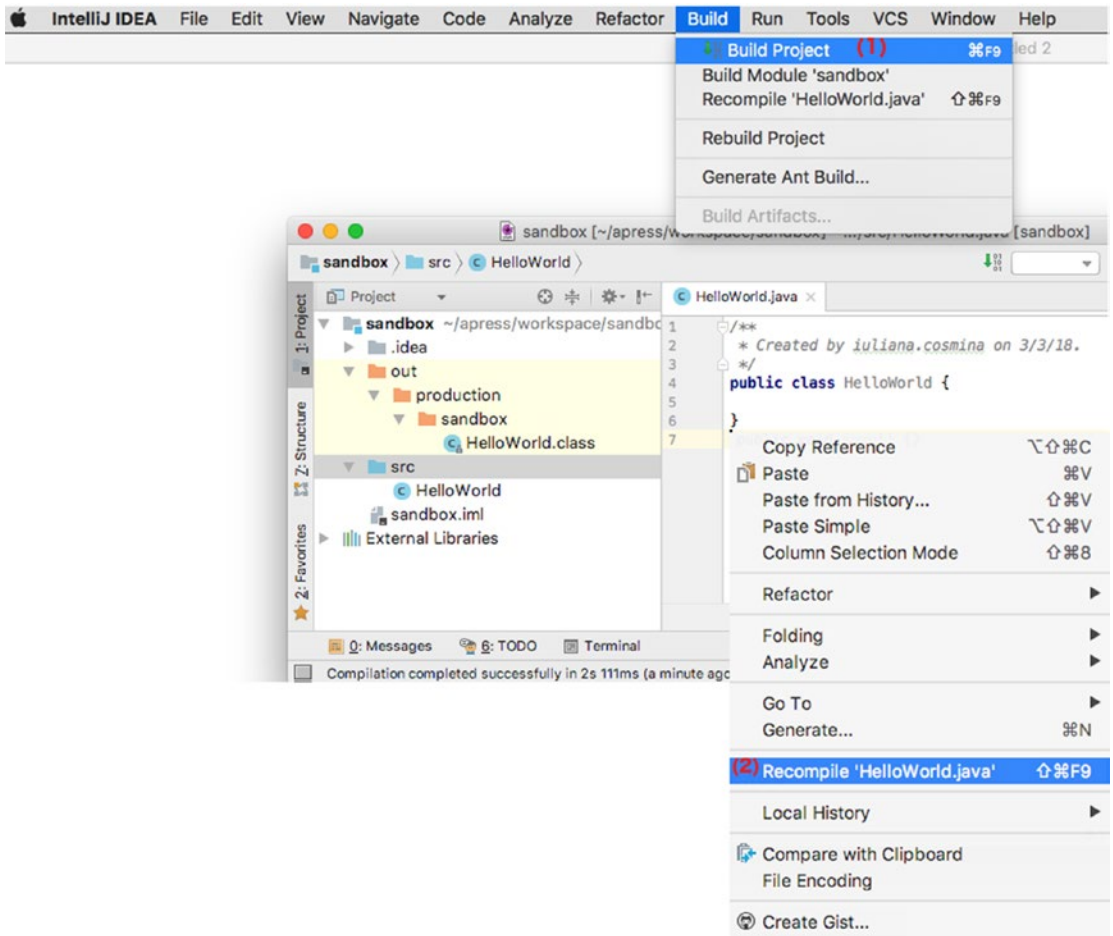 IntelliJ IDEA File Edit View Navigate Code Analyze Refactor Build Run Tools VCS Window Help
Build Project (1) ⌘F9
led 2
Build Module 'sandbox'
Recompile 'HelloWorld.java' ⇧⌘F9
Rebuild Project
Generate Ant Build...
Build Artifacts...
sandbox [~/apress/workspace/sandbox] - .../src/HelloWorld.java [sandbox]
sandbox src HelloWorld
1: Project
Z: Structure
2: Favorites
Project
sandbox ~/apress/workspace/sandbo
.idea
out
production
sandbox
HelloWorld.class
src
HelloWorld
sandbox.iml
External Libraries
HelloWorld.java
1 /**
2 * Created by iuliana.cosmina on 3/3/18.
3 */
4 public class HelloWorld {
5
6 }
7
Copy Reference ⌥⇧⌘C
Paste ⌘V
Paste from History... ⇧⌘V
Paste Simple ⌥⇧⌘V
Column Selection Mode ⇧⌘8
Refactor
Folding
Analyze
Go To
Generate... ⌘N
(2) Recompile 'HelloWorld.java' ⇧⌘F9
Local History
Compare with Clipboard
File Encoding
Create Gist...
0: Messages 6: TODO Terminal
Compilation completed successfully in 2s 111ms (a minute ago